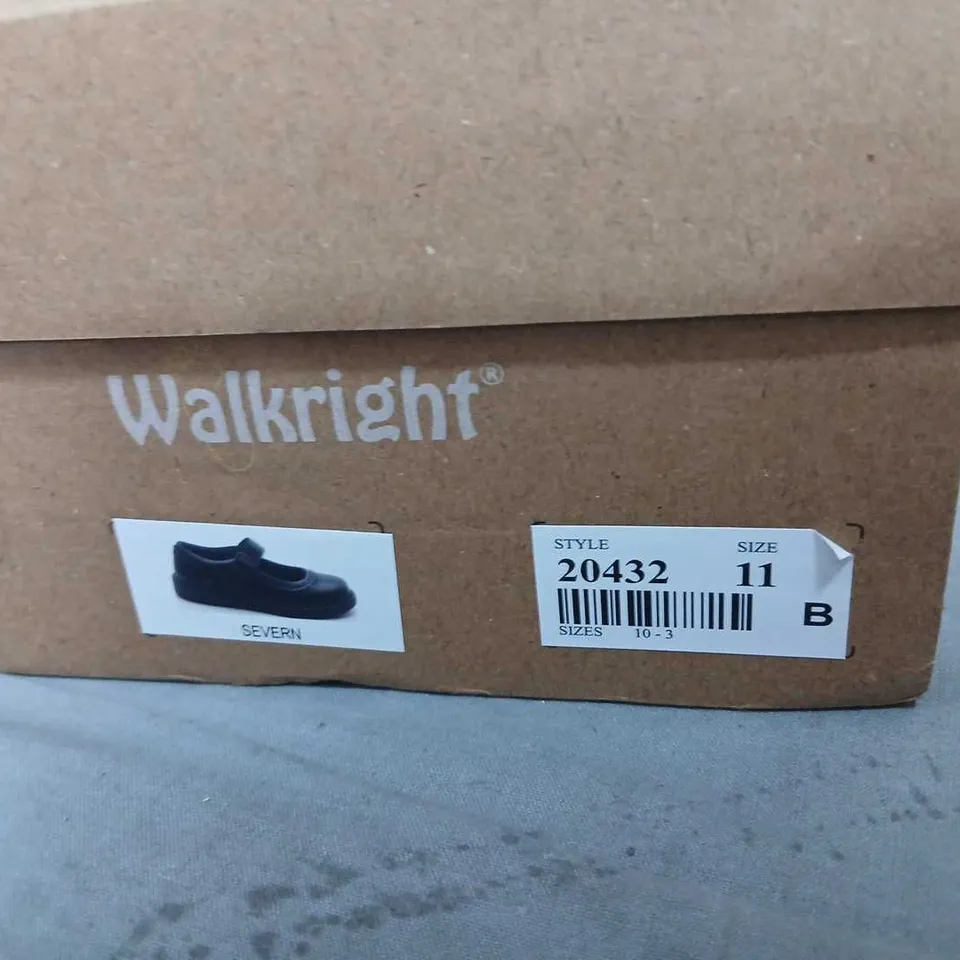 Walkright®
SEVERN
STYLE SIZE
20432 11
B
SIZES 10 - 3